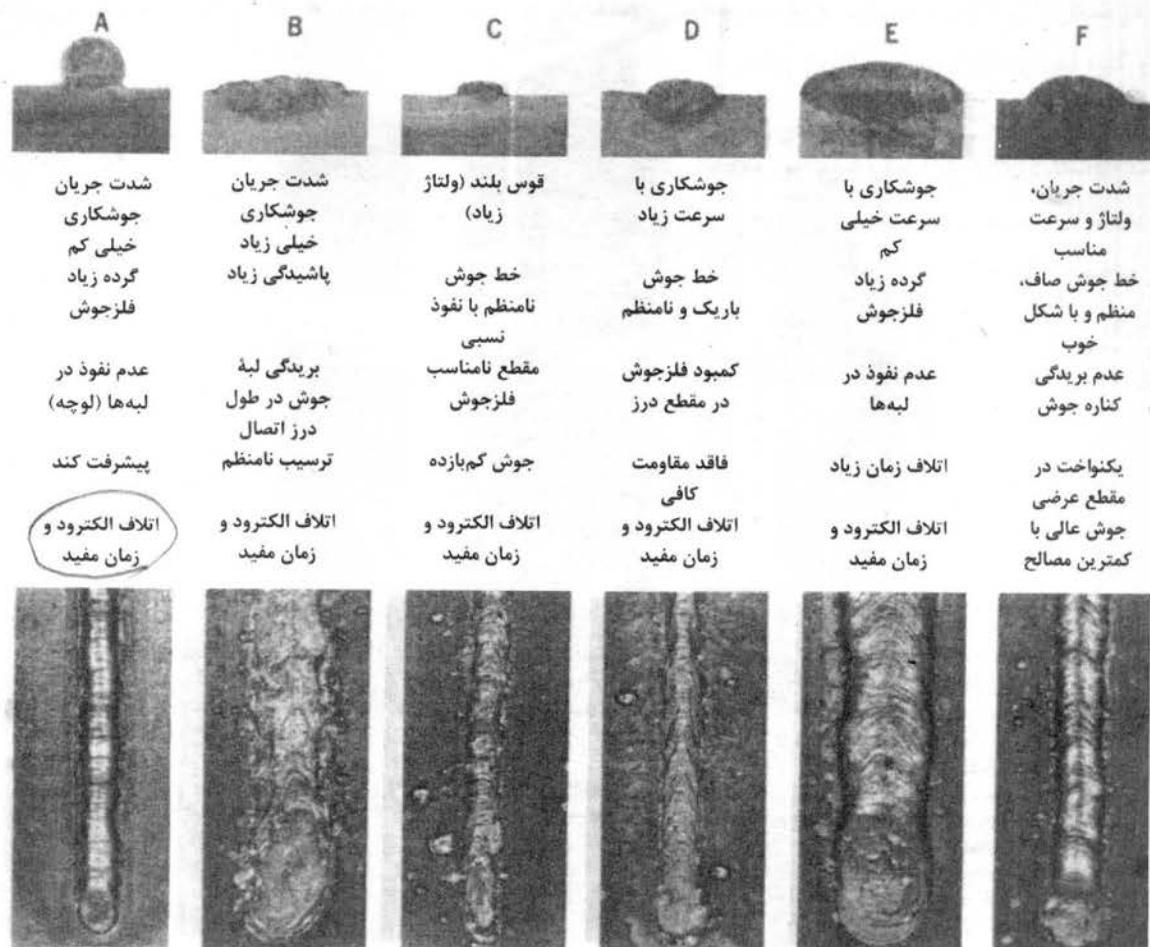 A
B
C
D
E
F
شدت جریان
جوشکاری
خیلی کم
گرده زیاد
فلزجوش
عدم نفوذ در
لبه‌ها (لوچه)
پیشرفت کند
اتلاف الکترود و
زمان مفید
شدت جریان
جوشکاری
خیلی زیاد
پاشیدگی زیاد
بریدگی لبهٔ
جوش در طول
درز اتصال
ترسیب نامنظم
اتلاف الکترود و
زمان مفید
قوس بلند (ولتاژ
زیاد)
خط جوش
نامنظم با نفوذ
نسبی
مقطع نامناسب
فلزجوش
جوش کم‌بازده
اتلاف الکترود و
زمان مفید
جوشکاری با
سرعت زیاد
خط جوش
باریک و نامنظم
کمبود فلزجوش
در مقطع درز
فاقد مقاومت
کافی
اتلاف الکترود و
زمان مفید
جوشکاری با
سرعت خیلی
کم
گرده زیاد
فلزجوش
عدم نفوذ در
لبه‌ها
اتلاف زمان زیاد
اتلاف الکترود و
زمان مفید
شدت جریان،
ولتاژ و سرعت
مناسب
خط جوش صاف،
منظم و با شکل
خوب
عدم بریدگی
کناره جوش
یکنواخت در
مقطع عرضی
جوش عالی با
کمترین مصالح